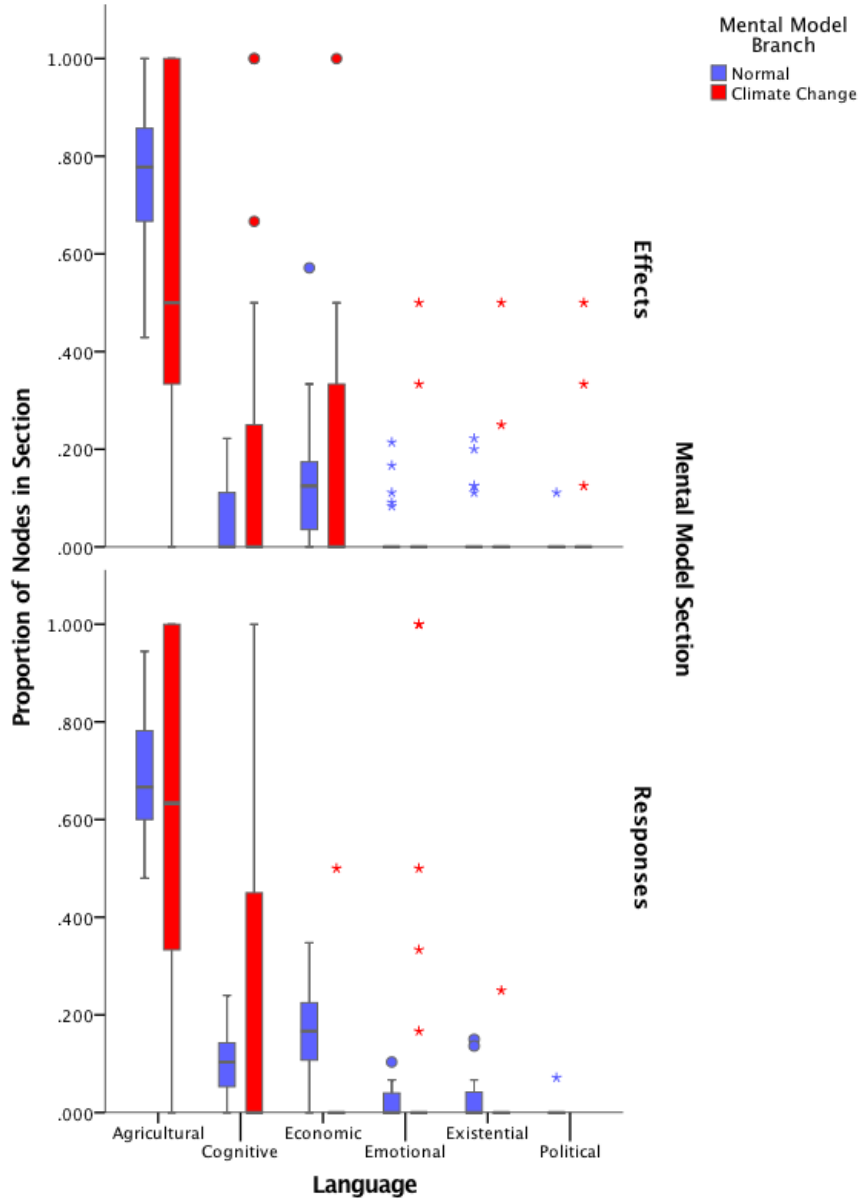 Mental Model
Branch
Normal
Climate Change
1.000
.800
.600
.400
.200
.000
Effects
1.000
.800
.600
.400
.200
.000
Responses
Proportion of Nodes in Section
Mental Model Section
Agricultural
Cognitive
Economic
Emotional
Existential
Political
Language